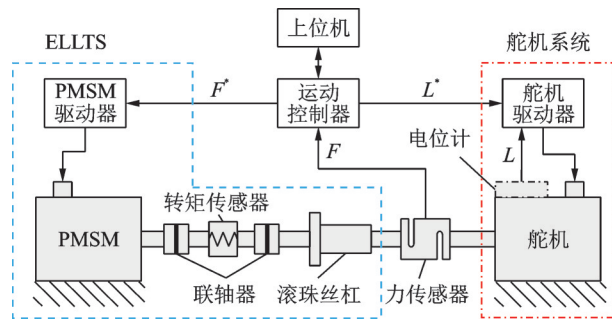 ELLTS
上位机
舵机系统
PMSM
驱动器
F*
运动
控制器
L*
舵机
驱动器
电位计
F
L
转矩传感器
PMSM
舵机
联轴器
滚珠丝杠
力传感器